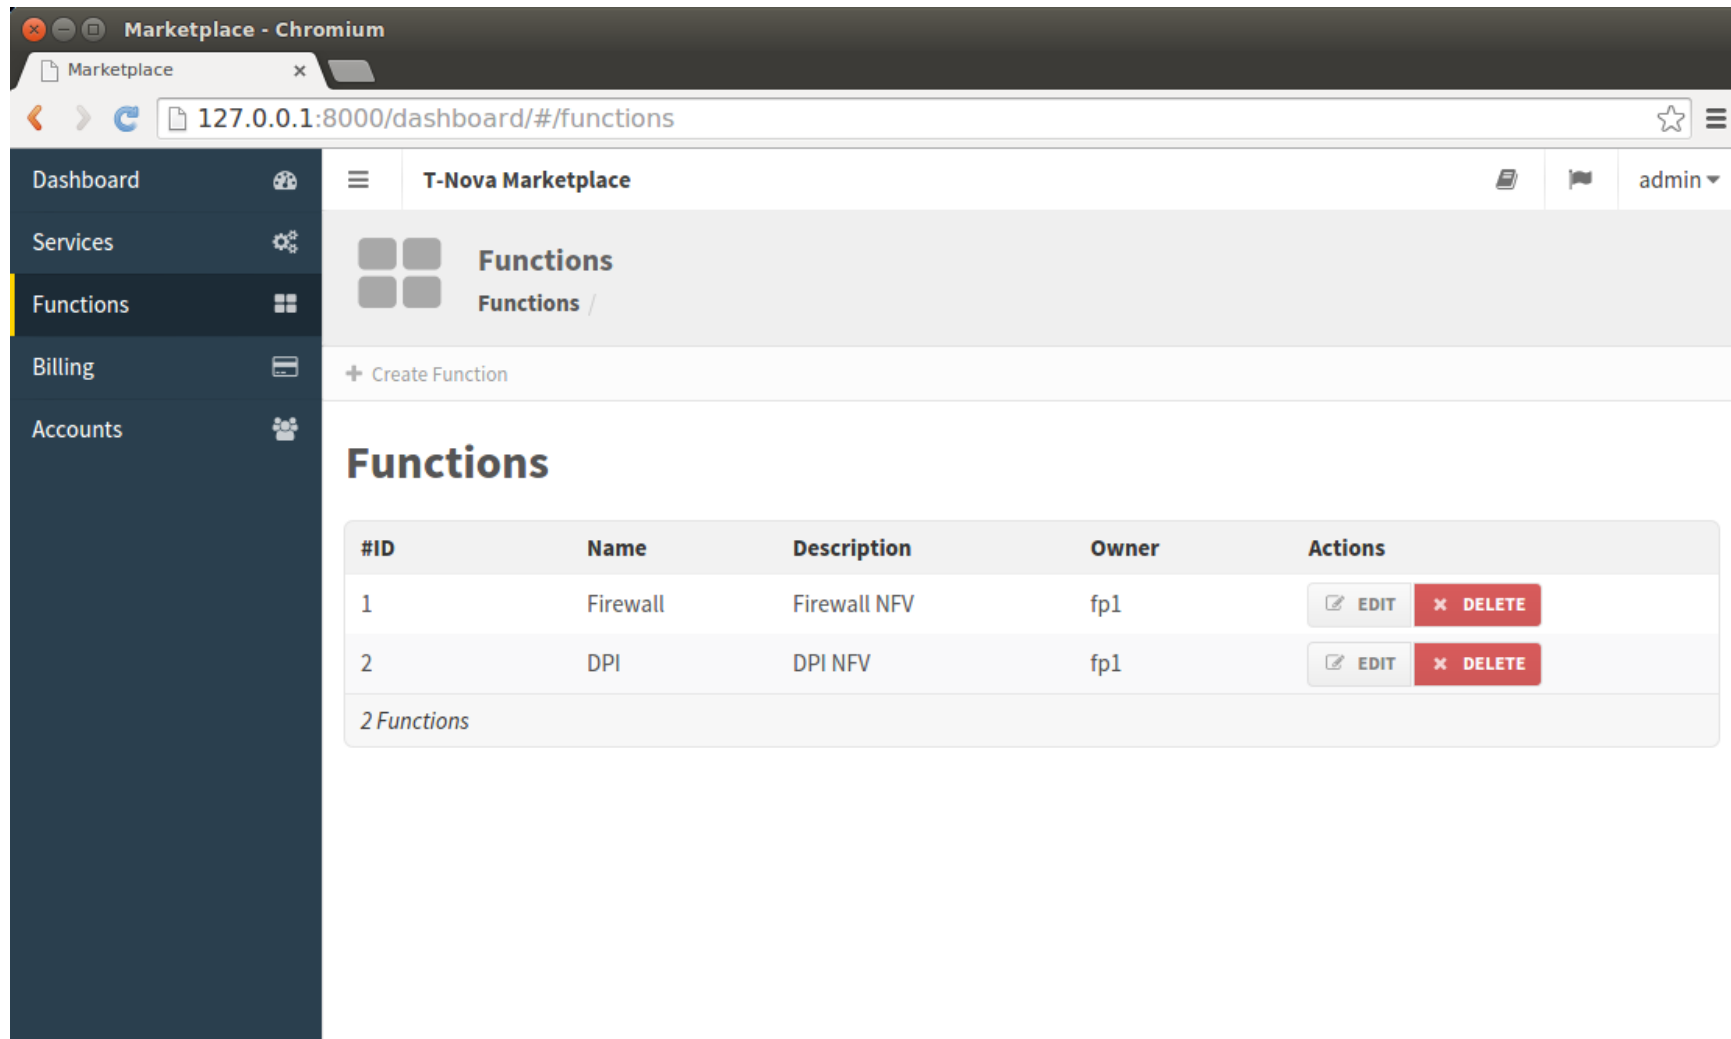 Marketplace - Chromium
Marketplace
127.0.0.1:8000/dashboard/#/functions
Dashboard
T-Nova Marketplace
admin
Services
Functions
Functions
Functions /
Billing
Create Function
Accounts
Functions
#ID Name Description Owner Actions
1 Firewall Firewall NFV fp1 EDIT DELETE
2 DPI DPI NFV fp1 EDIT DELETE
2 Functions